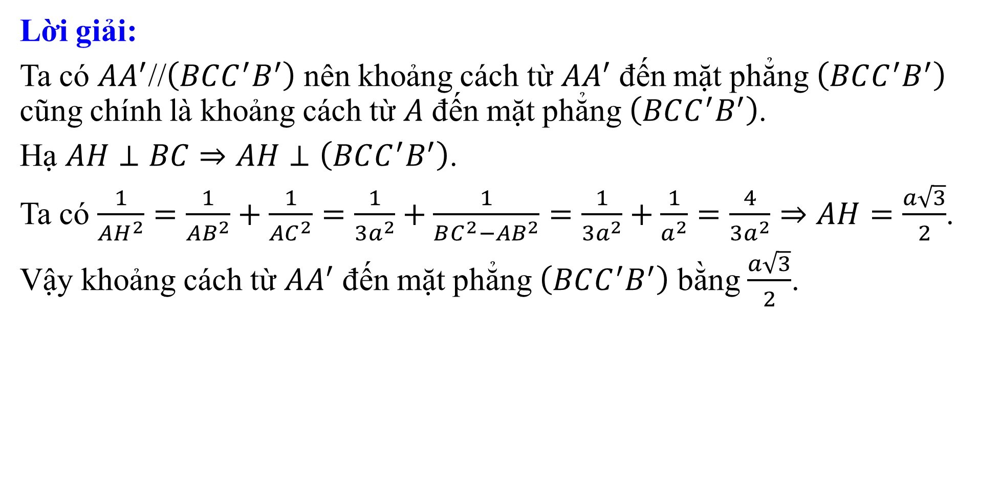 Lời giải:
Ta có AA′//(BCC′B′) nên khoảng cách từ AA′ đến mặt phẳng (BCC′B′)
cũng chính là khoảng cách từ A đến mặt phẳng (BCC′B′).
Hạ AH ⊥ BC ⇒ AH ⊥ (BCC′B′).
Ta có \frac{1}{AH^2} = \frac{1}{AB^2} + \frac{1}{AC^2} = \frac{1}{3a^2} + \frac{1}{BC^2−AB^2} = \frac{1}{3a^2} + \frac{1}{a^2} = \frac{4}{3a^2} ⇒ AH = \frac{a\sqrt{3}}{2}.
Vậy khoảng cách từ AA′ đến mặt phẳng (BCC′B′) bằng \frac{a\sqrt{3}}{2}.